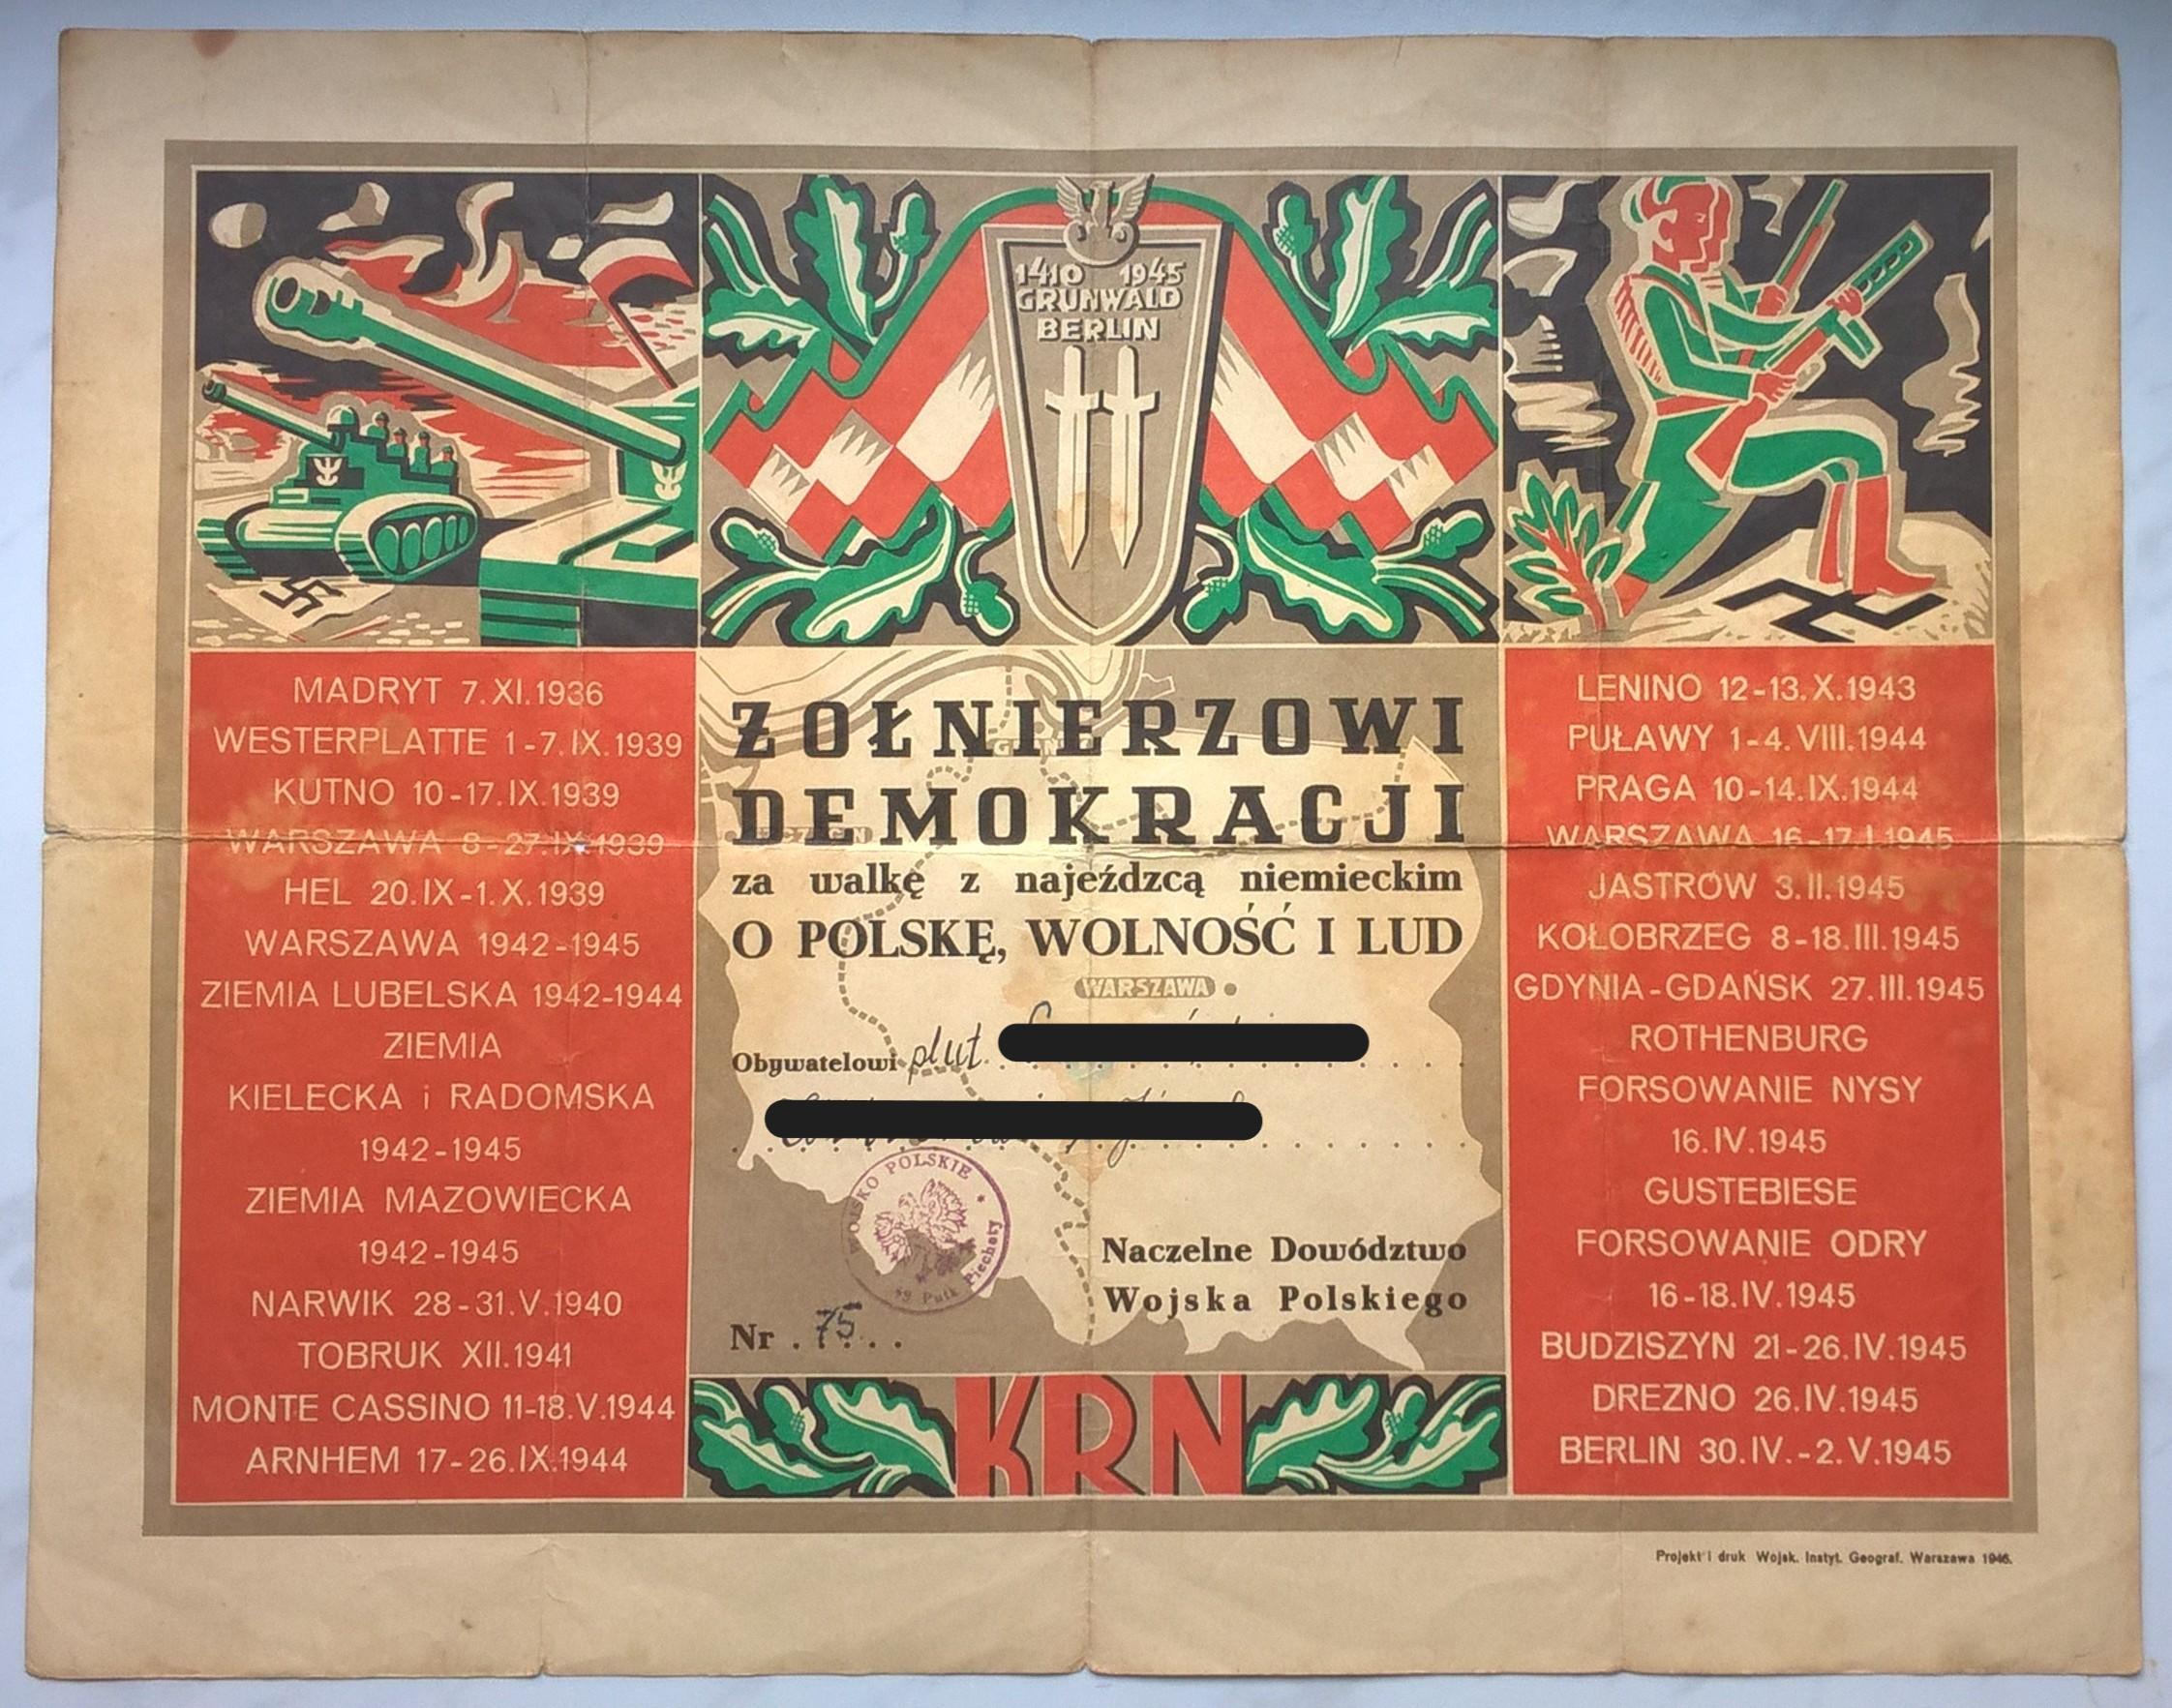 1410 1945
GRUNWALD
BERLIN
MADRYT 7.XI.1936
WESTERPLATTE 1-7.IX.1939
KUTNO 10-17.IX.1939
WARSZAWA 8-27.IX.1939
HEL 20.IX-1.X.1939
WARSZAWA 1942-1945
ZIEMIA LUBELSKA 1942-1944
ZIEMIA
KIELECKA i RADOMSKA
1942-1945
ZIEMIA MAZOWIECKA
1942-1945
NARWIK 28-31.V.1940
TOBRUK XII.1941
MONTE CASSINO 11-18.V.1944
ARNHEM 17-26.IX.1944
ŻOŁNIERZOWI
DEMOKRACJI
za walkę z najeźdzcą niemieckim
O POLSKĘ, WOLNOŚĆ I LUD
WARSZAWA
Obywatelowi plut.
WOJSKO POLSKIE
Pułk Piechoty
Naczelne Dowództwo
Wojska Polskiego
Nr . 75 . .
KRN
LENINO 12-13.X.1943
PUŁAWY 1-4.VIII.1944
PRAGA 10-14.IX.1944
WARSZAWA 16-17.I.1945
JASTROW 3.II.1945
KOŁOBRZEG 8-18.III.1945
GDYNIA-GDAŃSK 27.III.1945
ROTHENBURG
FORSOWANIE NYSY
16.IV.1945
GUSTEBIESE
FORSOWANIE ODRY
16-18.IV.1945
BUDZISZYN 21-26.IV.1945
DREZNO 26.IV.1945
BERLIN 30.IV.-2.V.1945
Projekt i druk Wojsk. Instyt. Geograf. Warszawa 1946.